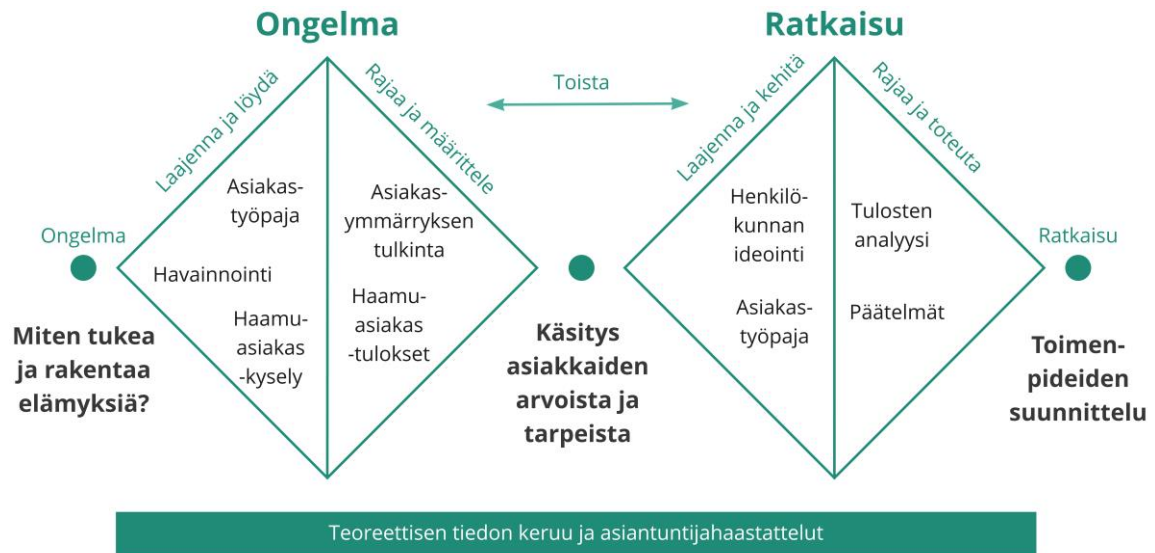 Ongelma
Ratkaisu
Laajenna ja löydä
Rajaa ja määrittele
Toista
Laajenna ja kehitä
Rajaa ja toteuta
Ongelma
Miten tukea
ja rakentaa
elämyksiä?
Asiakas-
työpaja
Havainnointi
Haamu-
asiakas
-kysely
Asiakas-
ymmärryksen
tulkinta
Haamu-
asiakas
-tulokset
Käsitys
asiakkaiden
arvoista ja
tarpeista
Henkilö-
kunnan
ideointi
Asiakas-
työpaja
Tulosten
analyysi
Päätelmät
Ratkaisu
Toimen-
pideiden
suunnittelu
Teoreettisen tiedon keruu ja asiantuntijahaastattelut